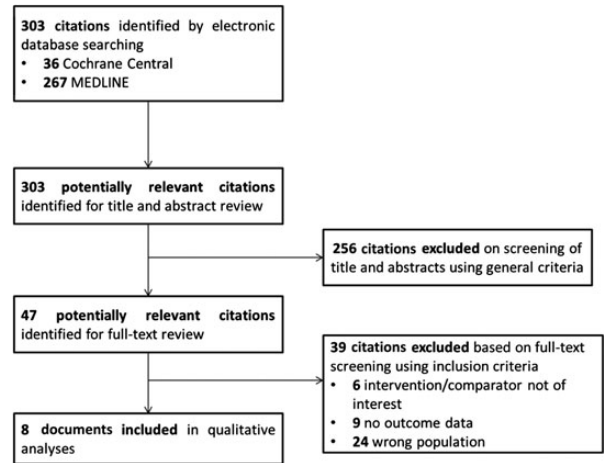 303 citations identified by electronic
database searching
• 36 Cochrane Central
• 267 MEDLINE
303 potentially relevant citations
identified for title and abstract review
256 citations excluded on screening of
title and abstracts using general criteria
47 potentially relevant citations
identified for full-text review
39 citations excluded based on full-text
screening using inclusion criteria
• 6 intervention/comparator not of
interest
• 9 no outcome data
• 24 wrong population
8 documents included in qualitative
analyses